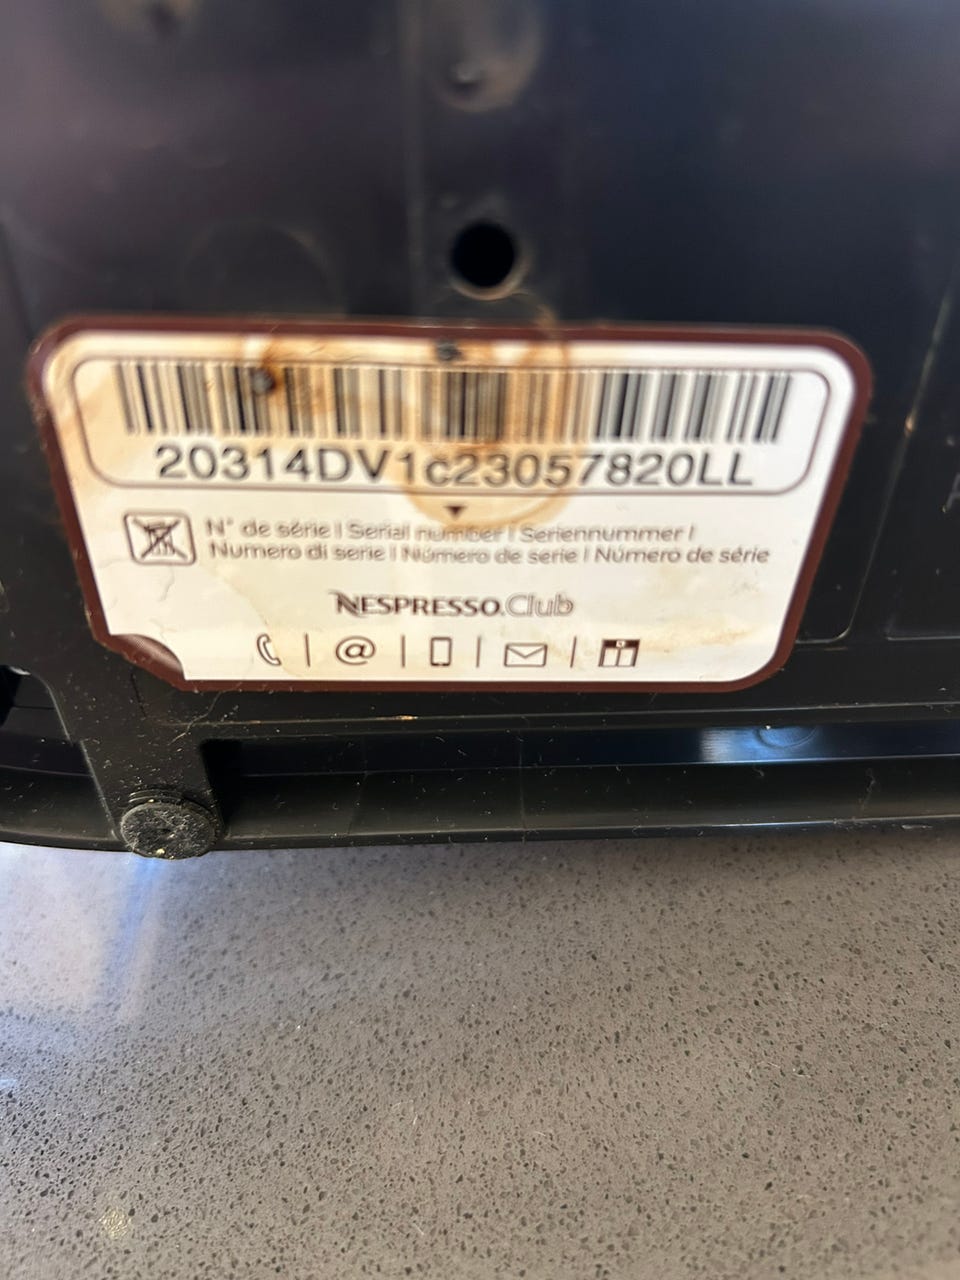 20314DV1c23057820LL
N° de série | Serial number | Seriennummer |
Numero di serie | Número de serie | Número de série
NESPRESSO.Club
@